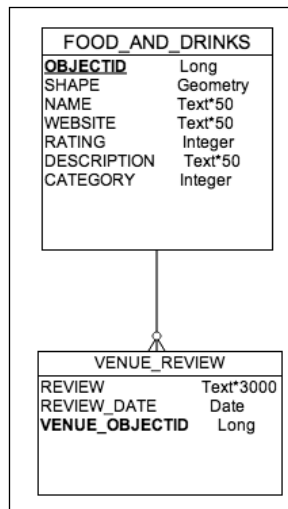 FOOD_AND_DRINKS
OBJECTID Long
SHAPE Geometry
NAME Text*50
WEBSITE Text*50
RATING Integer
DESCRIPTION Text*50
CATEGORY Integer
VENUE_REVIEW
REVIEW Text*3000
REVIEW_DATE Date
VENUE_OBJECTID Long